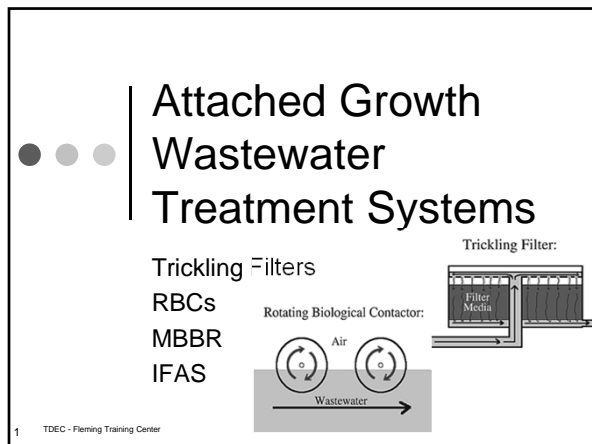 Attached Growth
Wastewater
Treatment Systems
Trickling Filters
RBCs
MBBR
IFAS
Trickling Filter:
Filter
Media
Rotating Biological Contactor:
Air
Wastewater
1 TDEC - Fleming Training Center